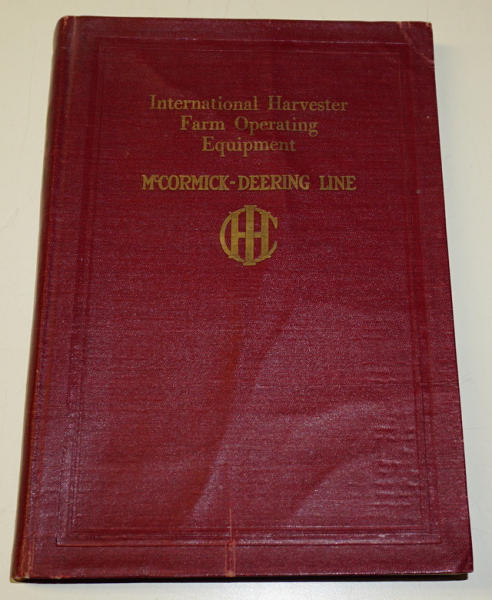 International Harvester
Farm Operating
Equipment
McCORMICK-DEERING LINE
IHC